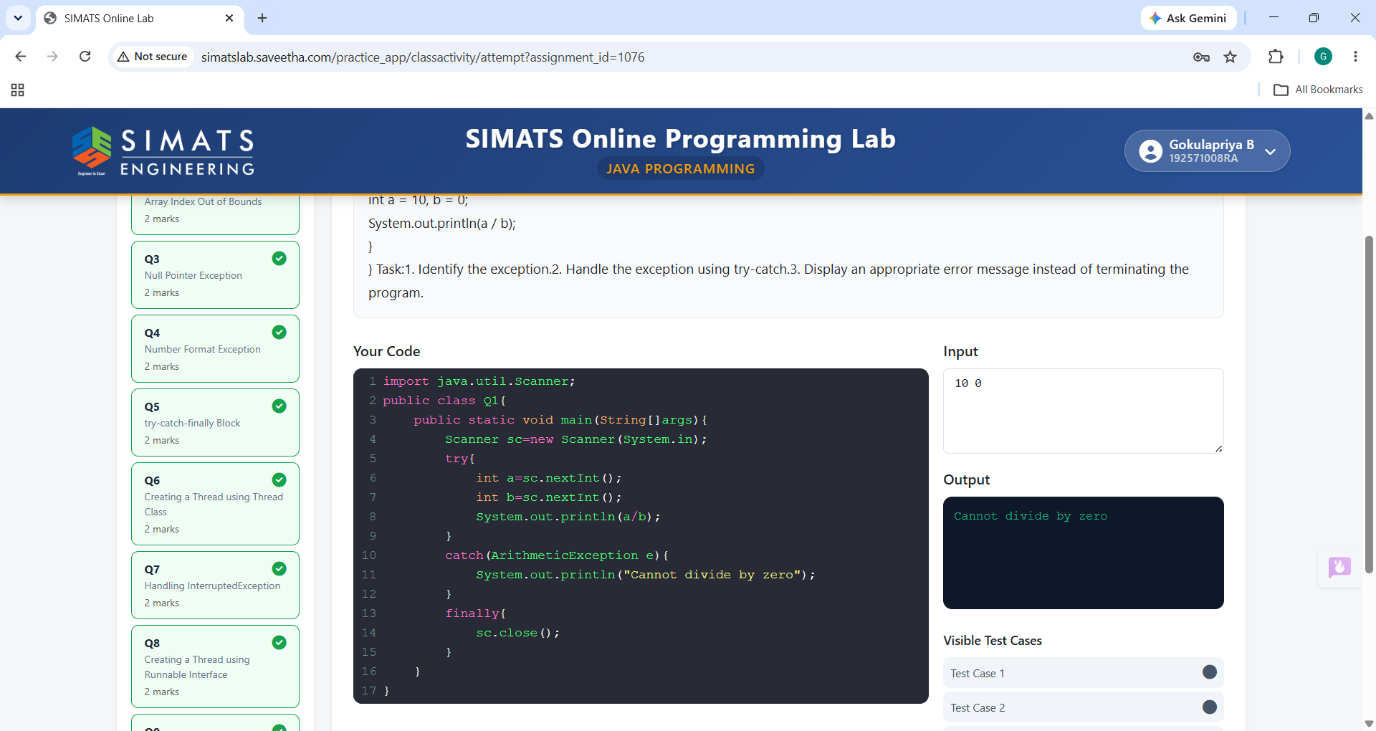 SIMATS Online Lab
Ask Gemini
Not secure
simatslab.saveetha.com/practice_app/classactivity/attempt?assignment_id=1076
G
All Bookmarks
SIMATS
ENGINEERING
Engineer to Excel
SIMATS Online Programming Lab
JAVA PROGRAMMING
Gokulapriya B
192571008RA
Array Index Out of Bounds
2 marks
Q3
Null Pointer Exception
2 marks
Q4
Number Format Exception
2 marks
Q5
try-catch-finally Block
2 marks
Q6
Creating a Thread using Thread
Class
2 marks
Q7
Handling InterruptedException
2 marks
Q8
Creating a Thread using
Runnable Interface
2 marks
int a = 10, b = 0;
System.out.println(a / b);
}
} Task:1. Identify the exception.2. Handle the exception using try-catch.3. Display an appropriate error message instead of terminating the
program.
Your Code
1 import java.util.Scanner;
2 public class Q1{
3 public static void main(String[]args){
4 Scanner sc=new Scanner(System.in);
5 try{
6 int a=sc.nextInt();
7 int b=sc.nextInt();
8 System.out.println(a/b);
9 }
10 catch(ArithmeticException e){
11 System.out.println("Cannot divide by zero");
12 }
13 finally{
14 sc.close();
15 }
16 }
17 }
Input
10 0
Output
Cannot divide by zero
Visible Test Cases
Test Case 1
Test Case 2